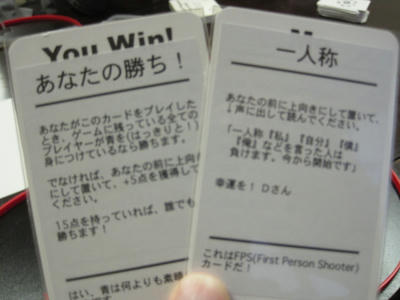 You Win!
あなたの勝ち！
あなたがこのカードをプレイした
とき、ゲームに残っている全ての
プレイヤーが青を(はっきりと！)
身につけているなら勝ちます。
でなければ、あなたの前に上向き
にして置いて、+5点を獲得して
ください。
15点を持っていれば、誰でも
勝ちます！
はい、青は何よりも素晴
一人称
あなたの前に上向きにして置いて、
↓声に出して読んでください。
『一人称『私』『自分』『僕』
『俺』などを言った人は
負けます。今から開始です』
幸運を！ Dさん
これはFPS(First Person Shooter)
カードだ！